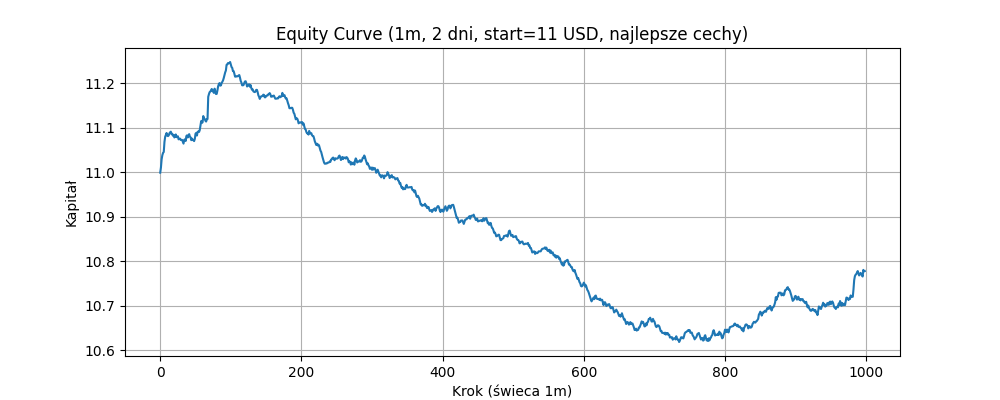 Equity Curve (1m, 2 dni, start=11 USD, najlepsze cechy)
11.2
11.1
11.0
10.9
10.8
10.7
10.6
Kapitał
0 200 400 600 800 1000
Krok (świeca 1m)